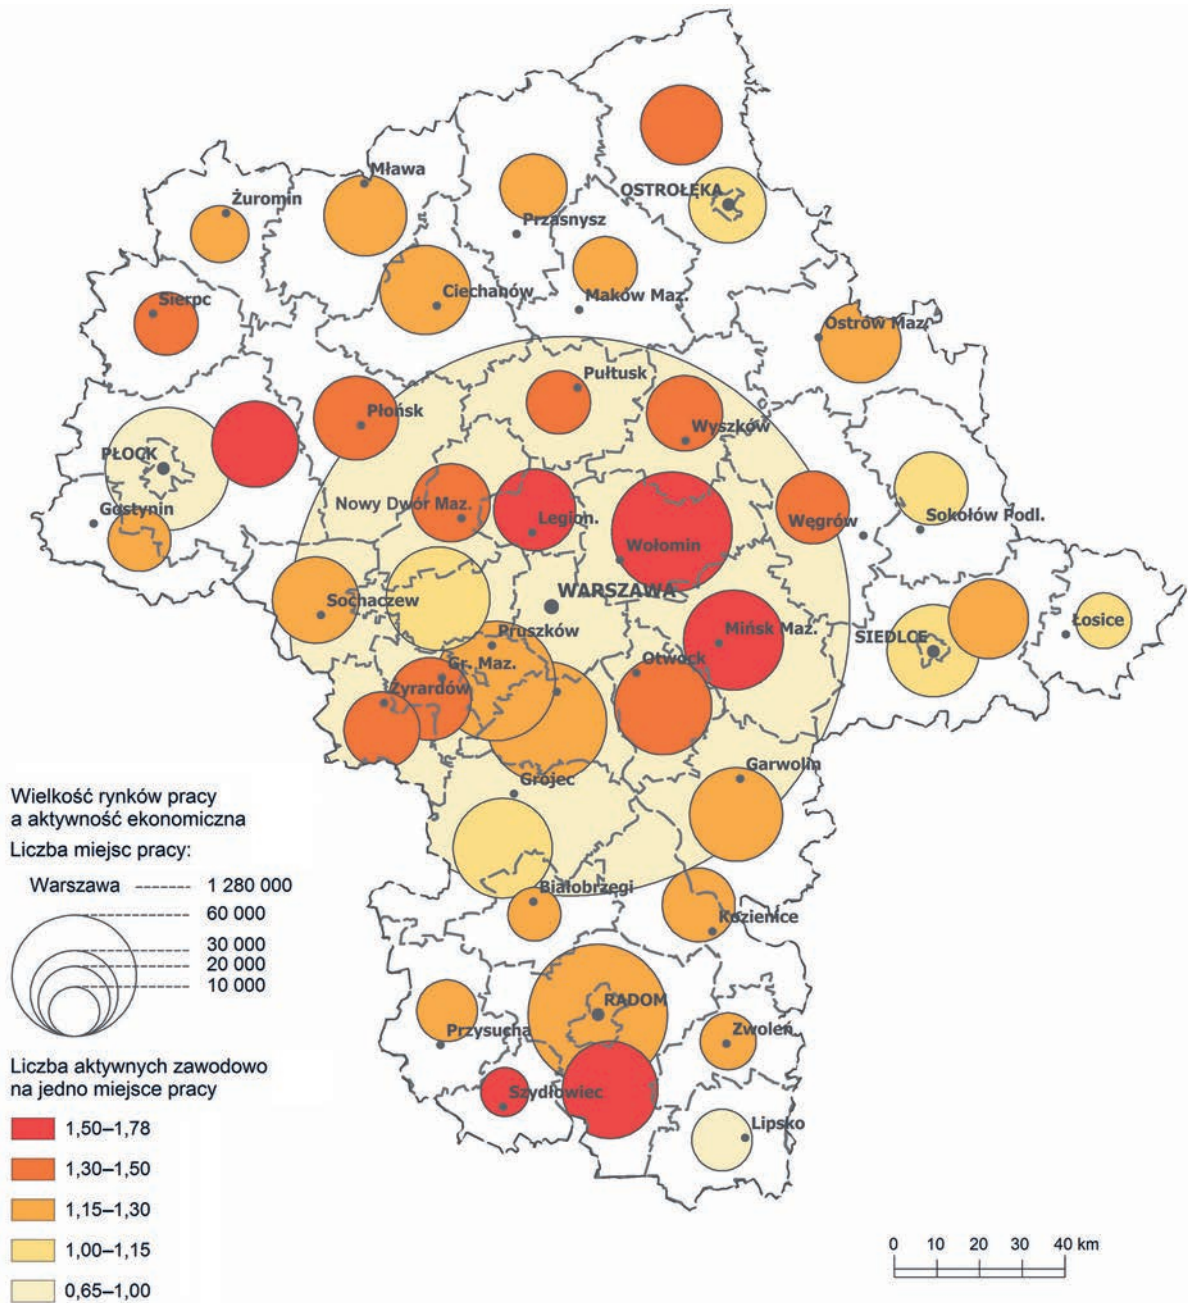 Mława
Żuromin
OSTROŁĘKA
Przasnysz
Sierpc
Ciechanów
Maków Maz.
Ostrów Maz.
Pułtusk
Płońsk
Wyszków
PŁOCK
Nowy Dwór Maz.
Gostynin
Legion.
Węgrów
Sokołów Podl.
Wołomin
WARSZAWA
Sochaczew
Łosice
Pruszków
Mińsk Maz.
SIEDLCE
Gr. Maz.
Otwock
Żyrardów
Garwolin
Grójec
Białobrzegi
Kozienice
RADOM
Przysucha
Zwoleń
Szydłowiec
Lipsko
Wielkość rynków pracy
a aktywność ekonomiczna
Liczba miejsc pracy:
Warszawa 1 280 000
60 000
30 000
20 000
10 000
Liczba aktywnych zawodowo
na jedno miejsce pracy
1,50–1,78
1,30–1,50
1,15–1,30
1,00–1,15
0,65–1,00
0 10 20 30 40 km